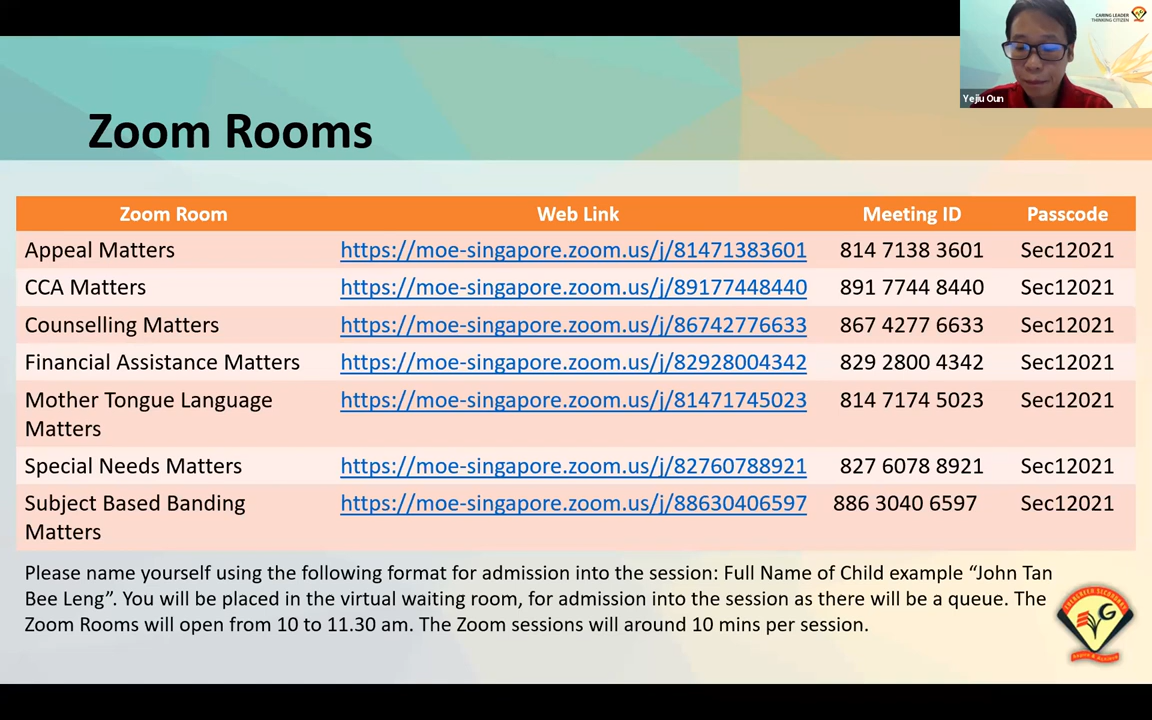 CARING LEADER
THINKING CITIZEN
Yejiu Oun
Zoom Rooms
Zoom Room Web Link Meeting ID Passcode
Appeal Matters https://moe-singapore.zoom.us/j/81471383601 814 7138 3601 Sec12021
CCA Matters https://moe-singapore.zoom.us/j/89177448440 891 7744 8440 Sec12021
Counselling Matters https://moe-singapore.zoom.us/j/86742776633 867 4277 6633 Sec12021
Financial Assistance Matters https://moe-singapore.zoom.us/j/82928004342 829 2800 4342 Sec12021
Mother Tongue Language https://moe-singapore.zoom.us/j/81471745023 814 7174 5023 Sec12021
Matters
Special Needs Matters https://moe-singapore.zoom.us/j/82760788921 827 6078 8921 Sec12021
Subject Based Banding https://moe-singapore.zoom.us/j/88630406597 886 3040 6597 Sec12021
Matters
Please name yourself using the following format for admission into the session: Full Name of Child example “John Tan
Bee Leng”. You will be placed in the virtual waiting room, for admission into the session as there will be a queue. The
Zoom Rooms will open from 10 to 11.30 am. The Zoom sessions will around 10 mins per session.
EVERGREEN SECONDARY